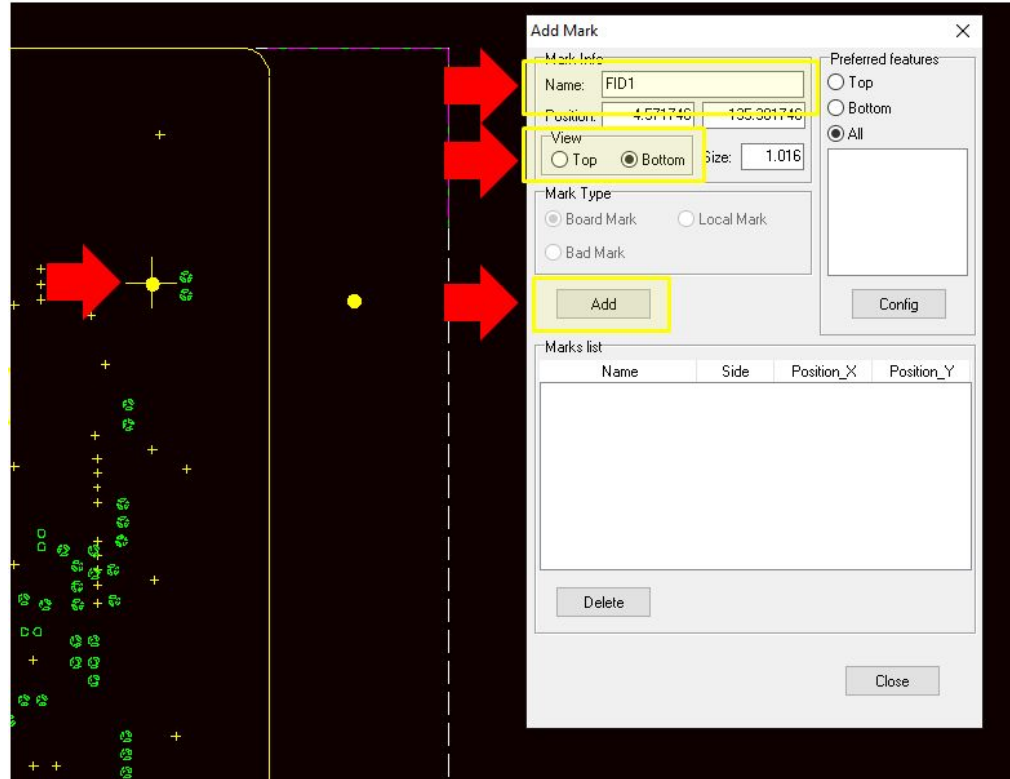 Add Mark
Mark Info
Name: FID1
Position: 4.571746 135.381746
View
Top Bottom Size: 1.016
Mark Type
Board Mark Local Mark
Bad Mark
Add
Preferred features
Top
Bottom
All
Config
Marks list
Name Side Position_X Position_Y
Delete
Close